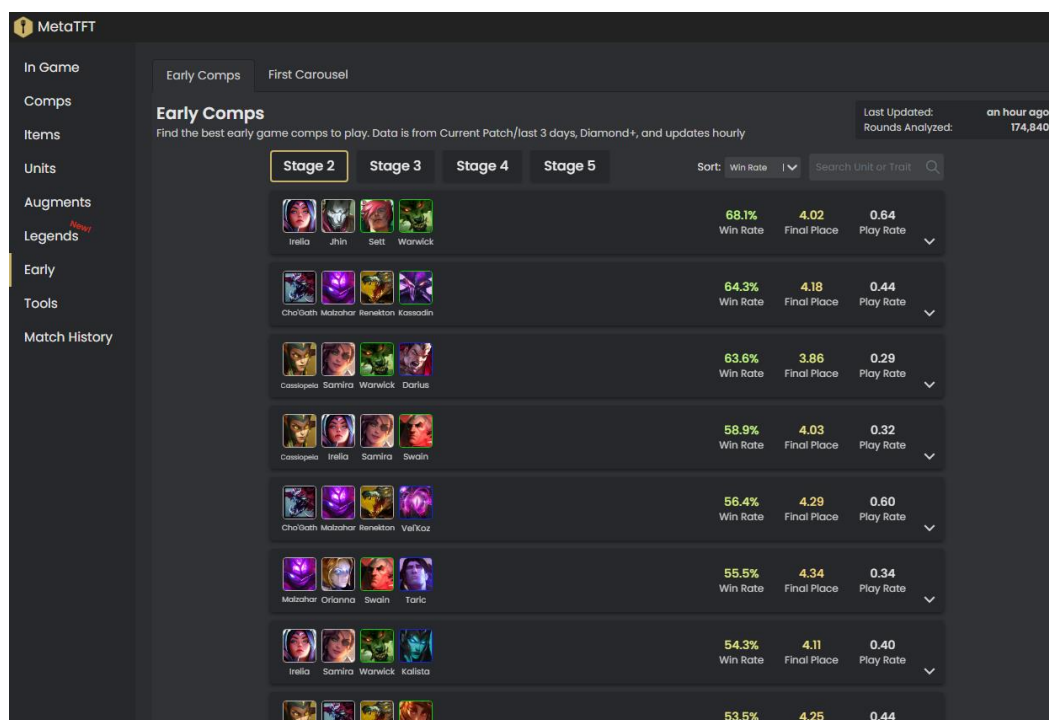 MetaTFT
In Game
Comps
Items
Units
Augments
New!
Legends
Early
Tools
Match History
Early Comps
First Carousel
Early Comps
Find the best early game comps to play. Data is from Current Patch/last 3 days, Diamond+, and updates hourly
Last Updated: an hour ago
Rounds Analyzed: 174,840
Stage 2 Stage 3 Stage 4 Stage 5
Sort: Win Rate Search Unit or Trait
Irelia Jhin Sett Warwick
68.1% 4.02 0.64
Win Rate Final Place Play Rate
Cho'Gath Malzahar Renekton Kassadin
64.3% 4.18 0.44
Win Rate Final Place Play Rate
Cassiopeia Samira Warwick Darius
63.6% 3.86 0.29
Win Rate Final Place Play Rate
Cassiopeia Irelia Samira Swain
58.9% 4.03 0.32
Win Rate Final Place Play Rate
Cho'Gath Malzahar Renekton Vel'Koz
56.4% 4.29 0.60
Win Rate Final Place Play Rate
Malzahar Orianna Swain Taric
55.5% 4.34 0.34
Win Rate Final Place Play Rate
Irelia Samira Warwick Kalista
54.3% 4.11 0.40
Win Rate Final Place Play Rate
53.5% 4.25 0.44